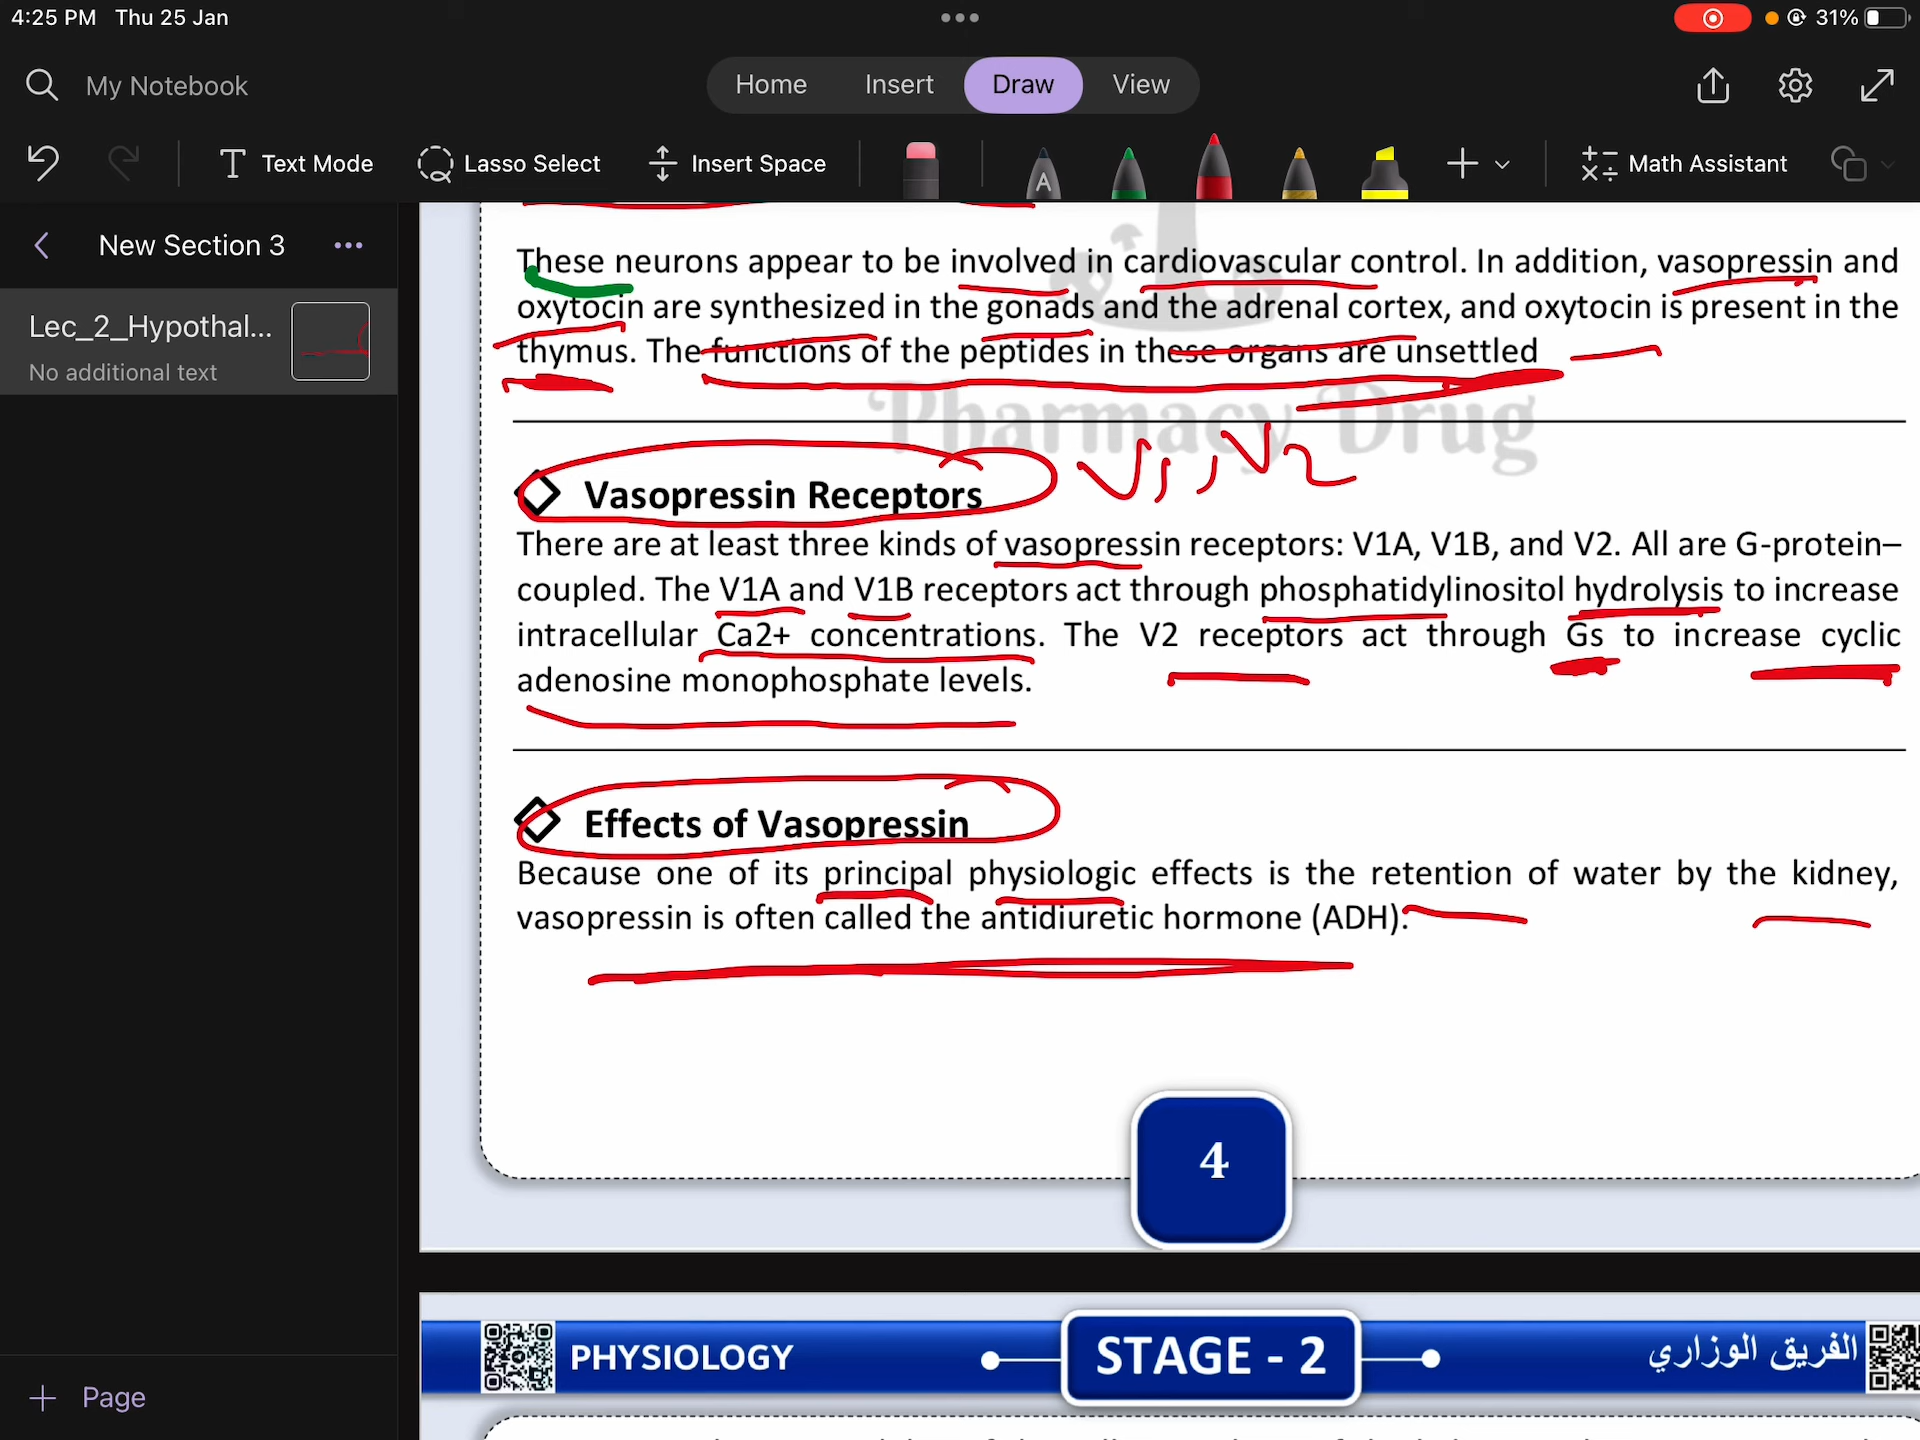 4:25 PM Thu 25 Jan
31%
My Notebook
Home Insert Draw View
Text Mode Lasso Select Insert Space A Math Assistant
New Section 3
Lec_2_Hypothal...
No additional text
These neurons appear to be involved in cardiovascular control. In addition, vasopressin and
oxytocin are synthesized in the gonads and the adrenal cortex, and oxytocin is present in the
thymus. The functions of the peptides in these organs are unsettled
Pharmacy Drug
V1, V2
Vasopressin Receptors
There are at least three kinds of vasopressin receptors: V1A, V1B, and V2. All are G-protein–
coupled. The V1A and V1B receptors act through phosphatidylinositol hydrolysis to increase
intracellular Ca2+ concentrations. The V2 receptors act through Gs to increase cyclic
adenosine monophosphate levels.
Effects of Vasopressin
Because one of its principal physiologic effects is the retention of water by the kidney,
vasopressin is often called the antidiuretic hormone (ADH).
4
PHYSIOLOGY STAGE - 2 الفريق الوزاري
Page